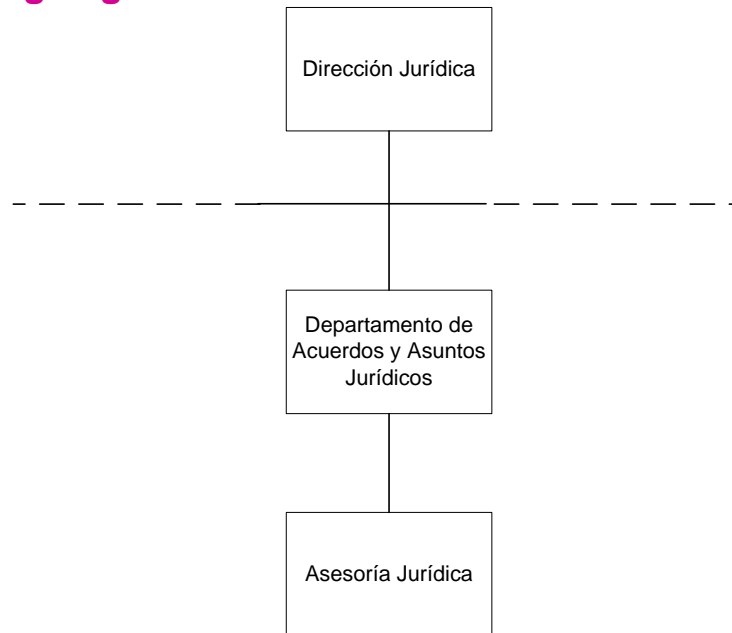 Dirección Jurídica
Departamento de
Acuerdos y Asuntos
Jurídicos
Asesoría Jurídica